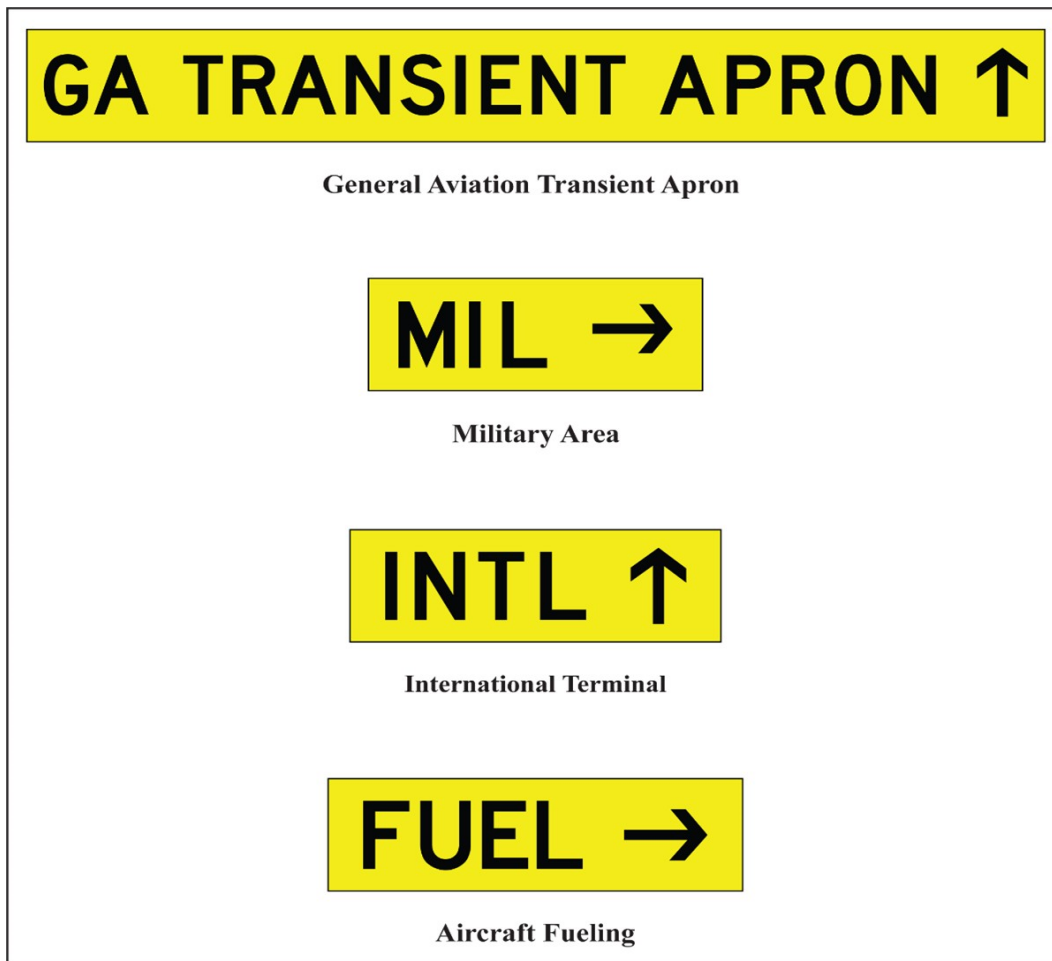 GA TRANSIENT APRON ↑
General Aviation Transient Apron
MIL →
Military Area
INTL ↑
International Terminal
FUEL →
Aircraft Fueling